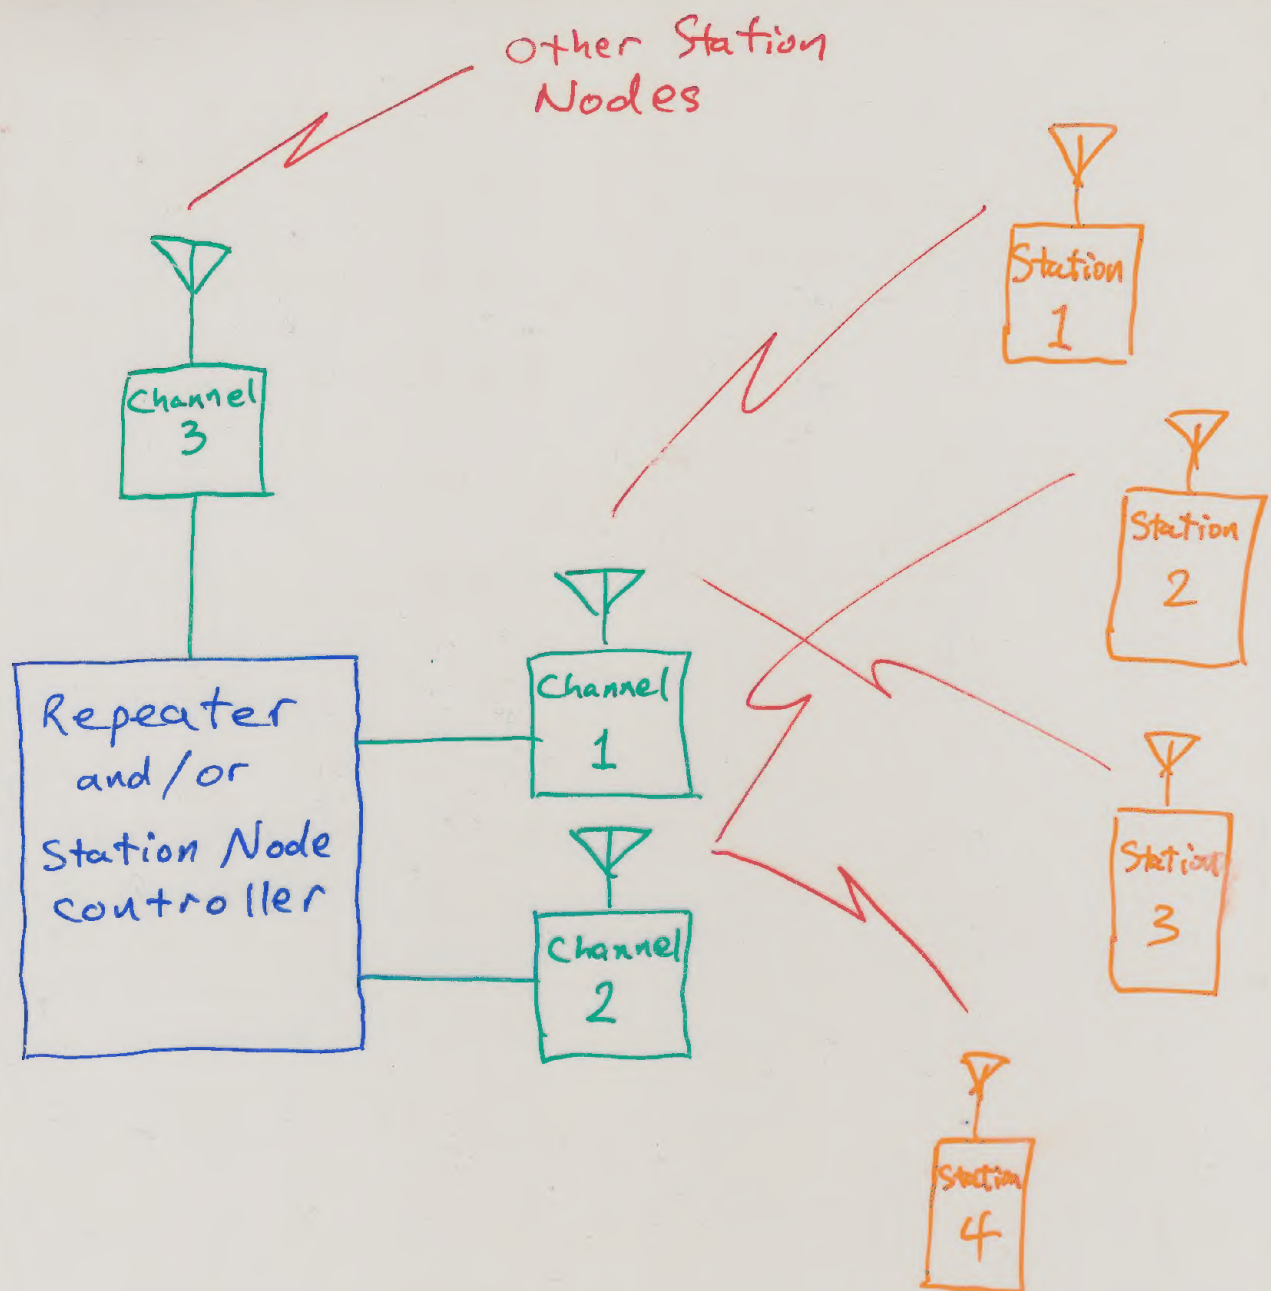 Other Station
Nodes
Station
1
Channel
3
Station
2
Repeater
and/or
Station Node
controller
Channel
1
Channel
2
Station
3
Station
4